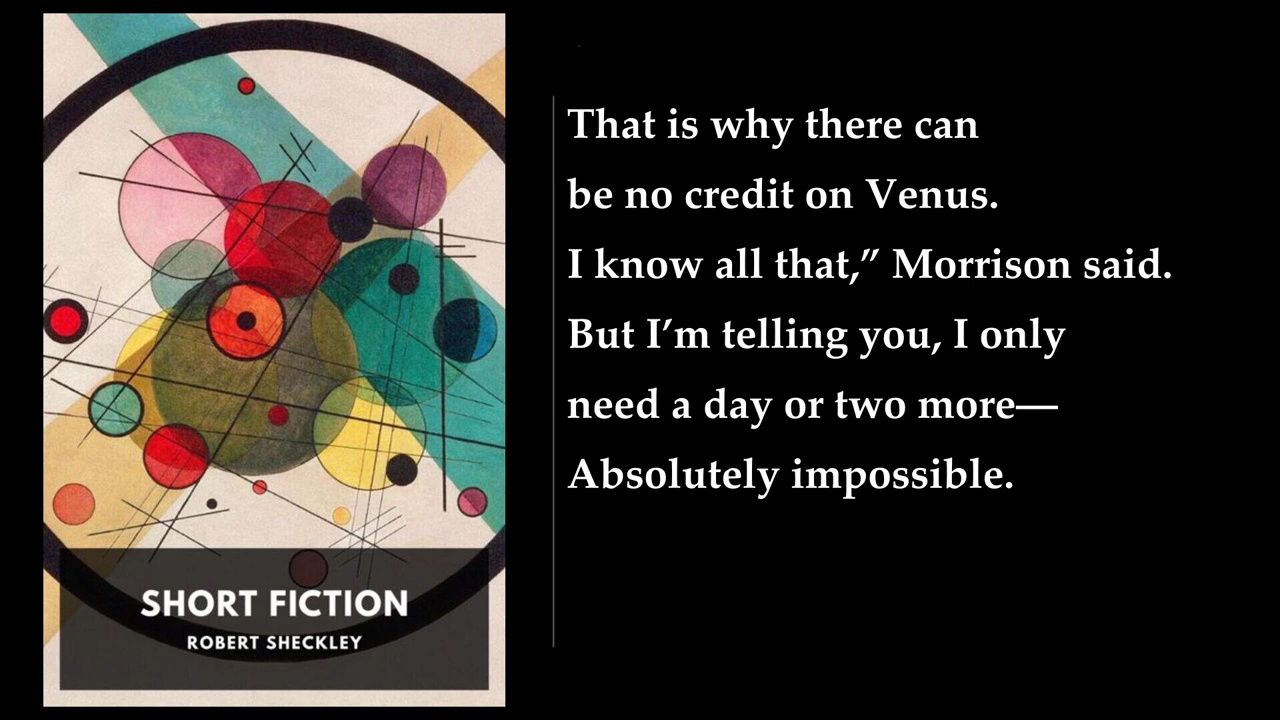 SHORT FICTION
ROBERT SHECKLEY
That is why there can
be no credit on Venus.
I know all that,” Morrison said.
But I’m telling you, I only
need a day or two more—
Absolutely impossible.